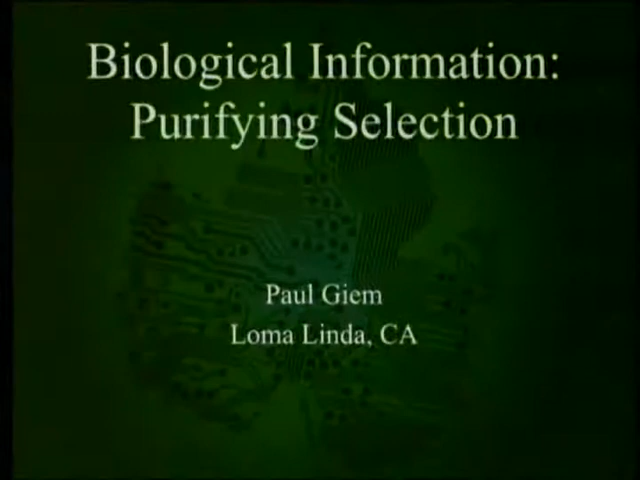 Biological Information:
Purifying Selection
Paul Giem
Loma Linda, CA